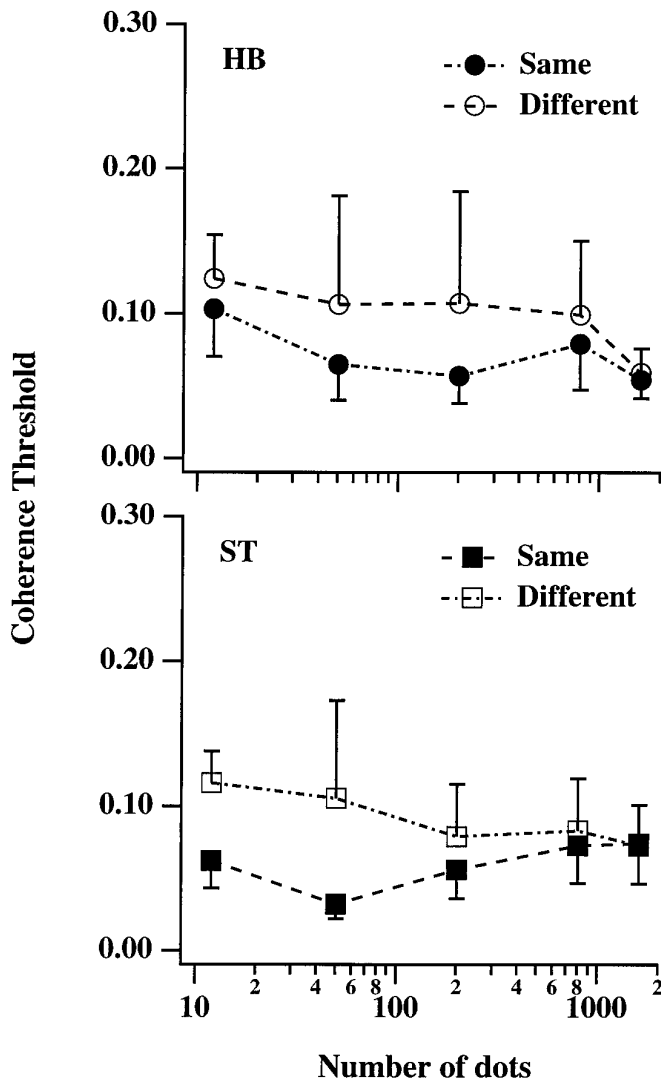 0.30
HB
Same
Different
0.20
0.10
0.00
Coherence Threshold
0.30
ST
Same
Different
0.20
0.10
0.00
10 2 4 6 8 100 2 4 6 8 1000 2
Number of dots